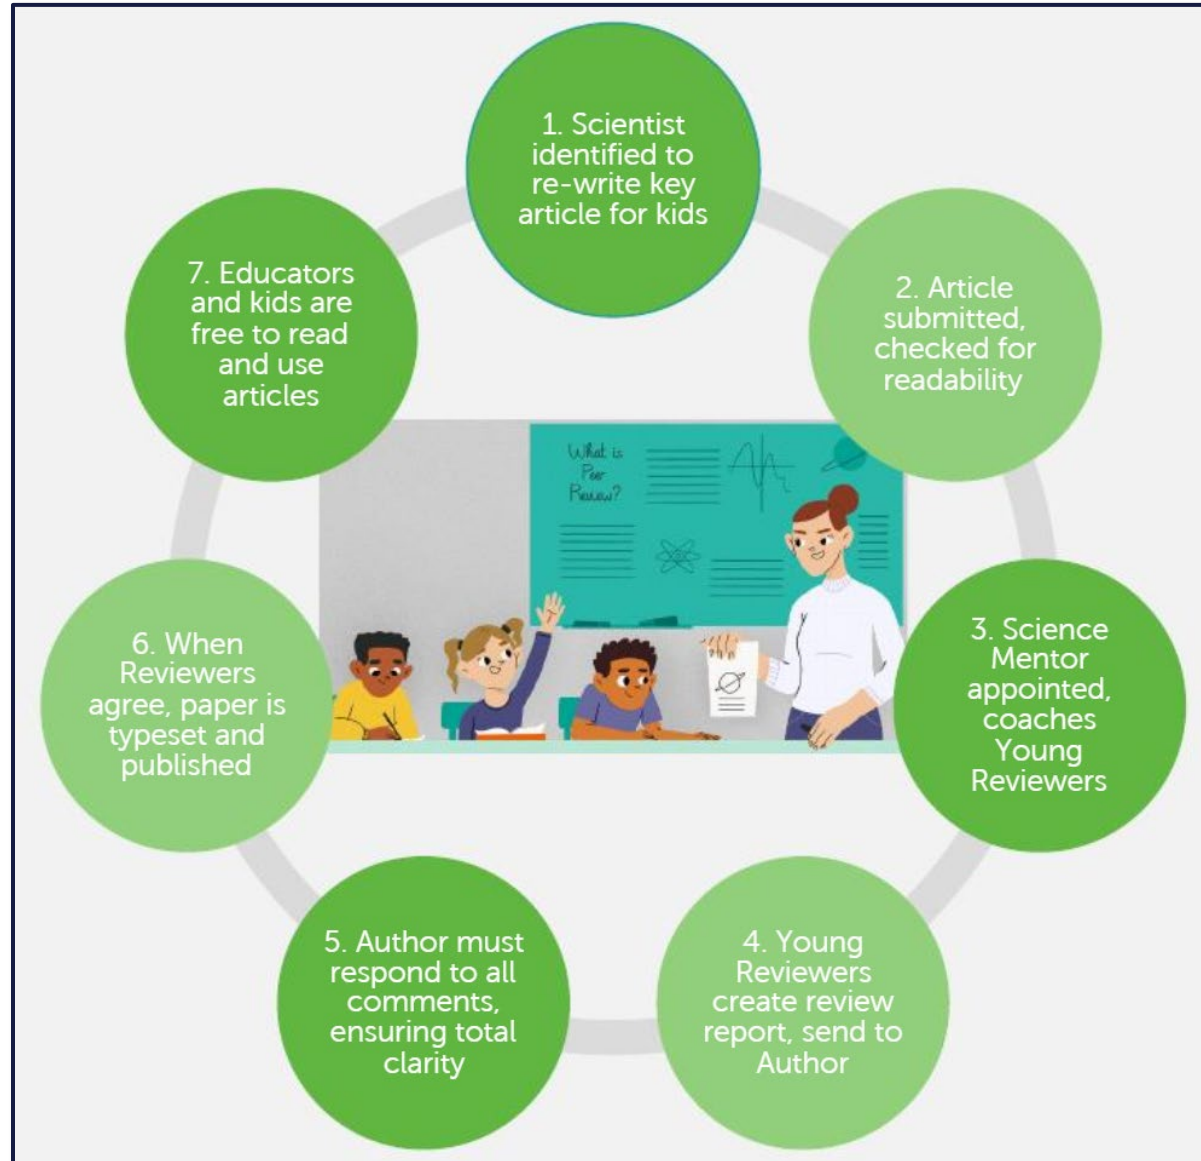 1. Scientist
identified to
re-write key
article for kids
2. Article
submitted,
checked for
readability
3. Science
Mentor
appointed,
coaches
Young
Reviewers
4. Young
Reviewers
create review
report, send to
Author
5. Author must
respond to all
comments,
ensuring total
clarity
6. When
Reviewers
agree, paper is
typeset and
published
7. Educators
and kids are
free to read
and use
articles
What is
Peer
Review?